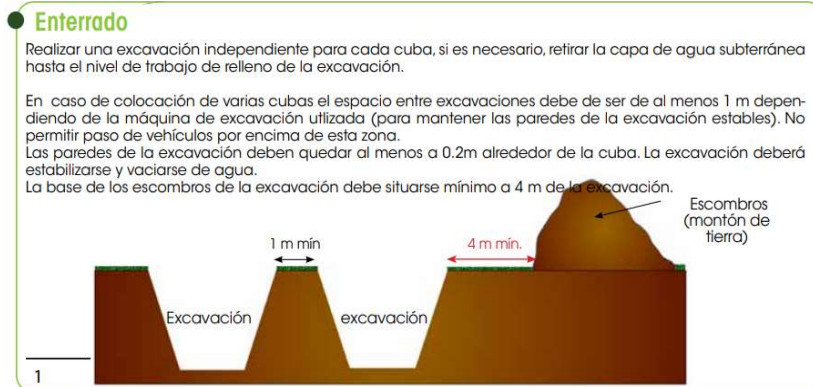 Enterrado
Realizar una excavación independiente para cada cuba, si es necesario, retirar la capa de agua subterránea
hasta el nivel de trabajo de relleno de la excavación.
En caso de colocación de varias cubas el espacio entre excavaciones debe de ser de al menos 1 m depen-
diendo de la máquina de excavación utlizada (para mantener las paredes de la excavación estables). No
permitir paso de vehículos por encima de esta zona.
Las paredes de la excavación deben quedar al menos a 0.2m alrededor de la cuba. La excavación deberá
estabilizarse y vaciarse de agua.
La base de los escombros de la excavación debe situarse mínimo a 4 m de la excavación.
Escombros
(montón de
tierra)
1 m mín
4 m mín.
Excavación
excavación
1